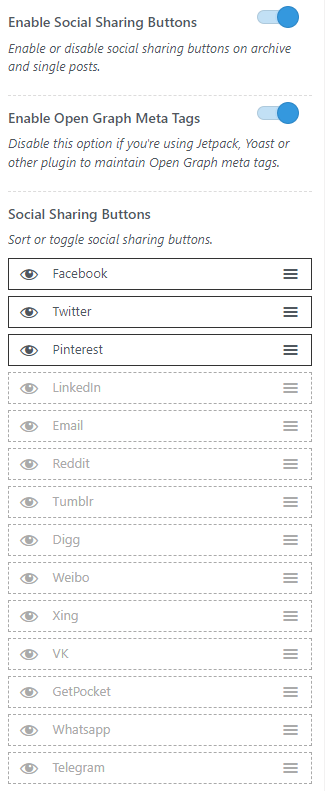 Enable Social Sharing Buttons
Enable or disable social sharing buttons on archive
and single posts.
Enable Open Graph Meta Tags
Disable this option if you're using Jetpack, Yoast or
other plugin to maintain Open Graph meta tags.
Social Sharing Buttons
Sort or toggle social sharing buttons.
Facebook
Twitter
Pinterest
LinkedIn
Email
Reddit
Tumblr
Digg
Weibo
Xing
VK
GetPocket
Whatsapp
Telegram